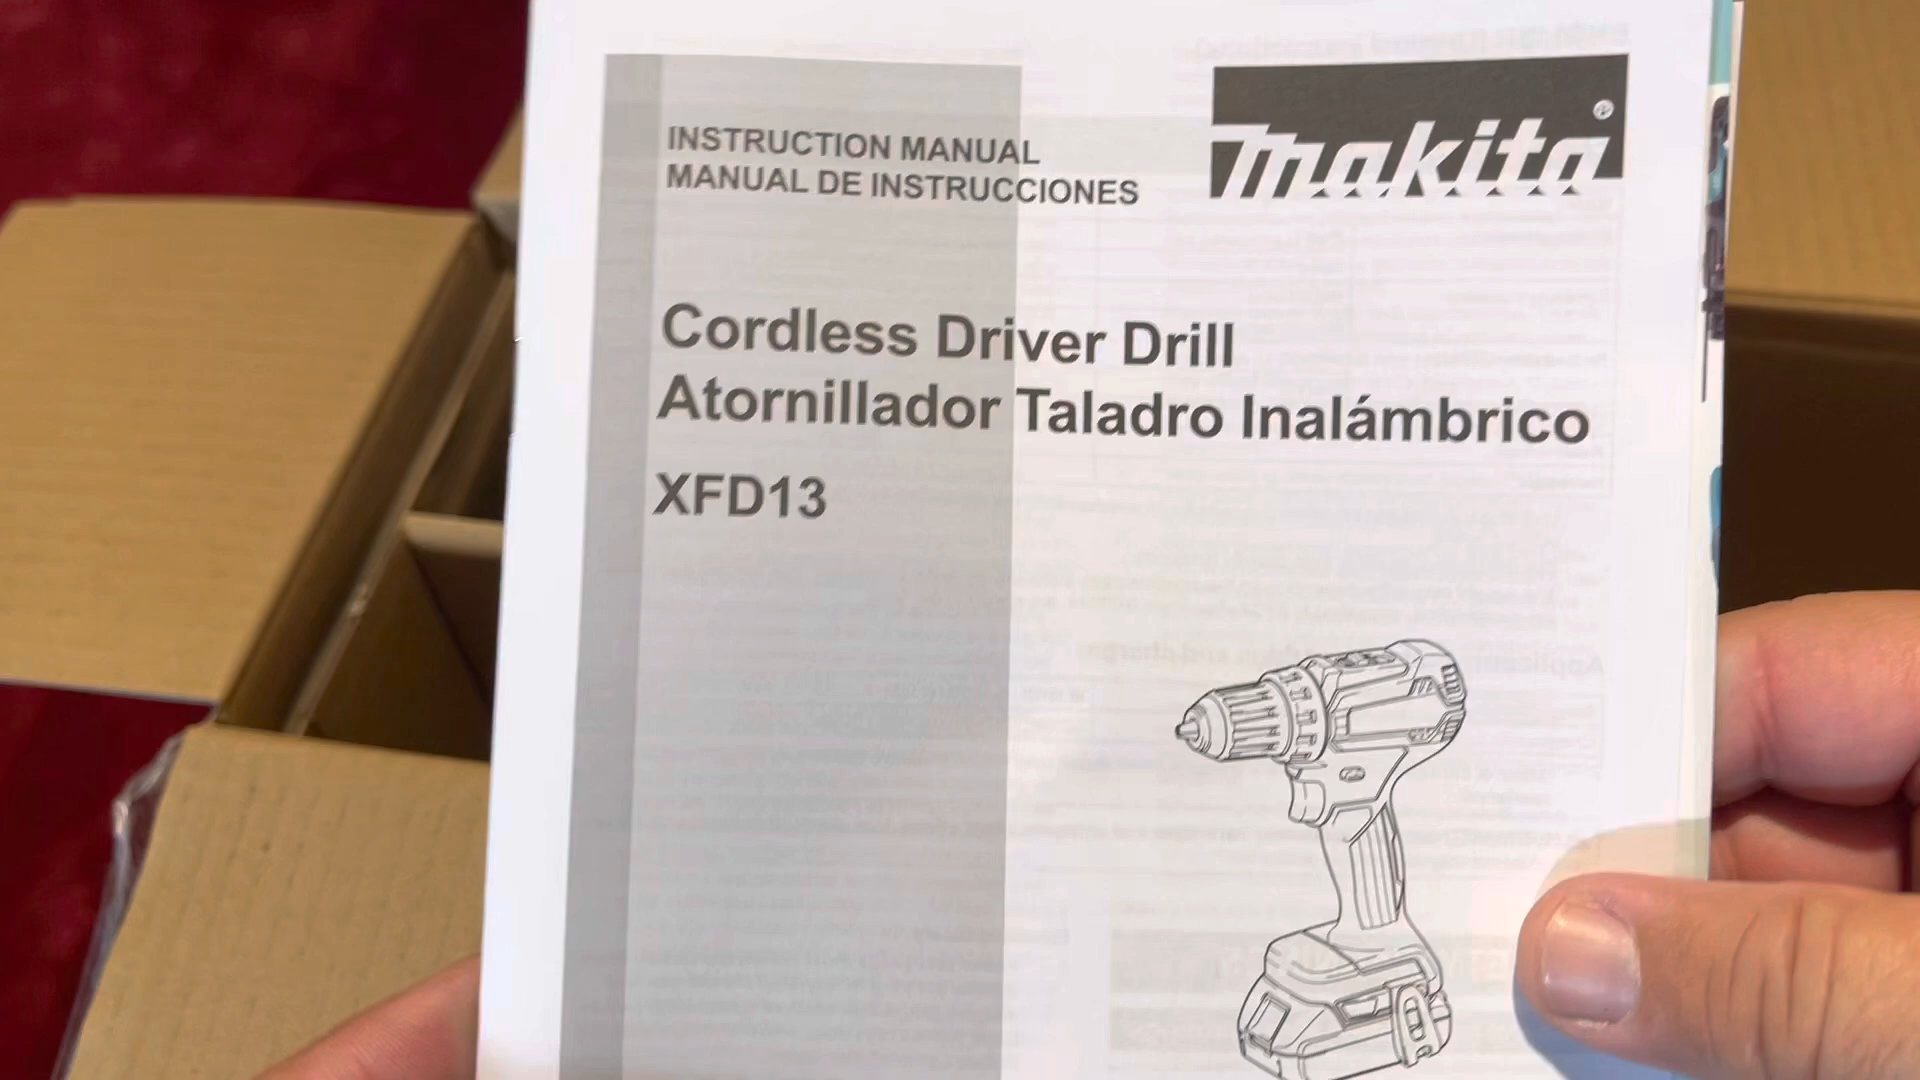 INSTRUCTION MANUAL
MANUAL DE INSTRUCCIONES
makita®
Cordless Driver Drill
Atornillador Taladro Inalámbrico
XFD13